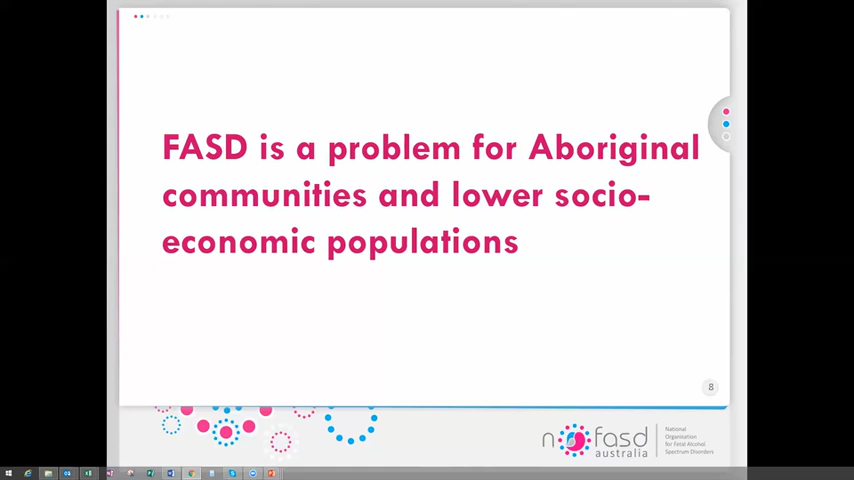 FASD is a problem for Aboriginal
communities and lower socio-
economic populations
8
nofasd
australia
National
Organisation
for Fetal Alcohol
Spectrum Disorders